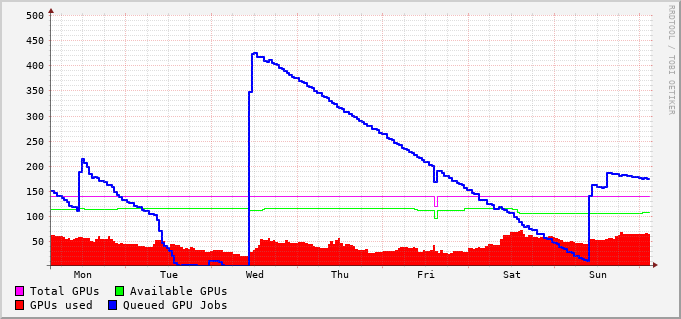 500
450
400
350
300
250
200
150
100
50
Mon Tue Wed Thu Fri Sat Sun
Total GPUs Available GPUs
GPUs used Queued GPU Jobs
RRDTOOL / TOBI OETIKER